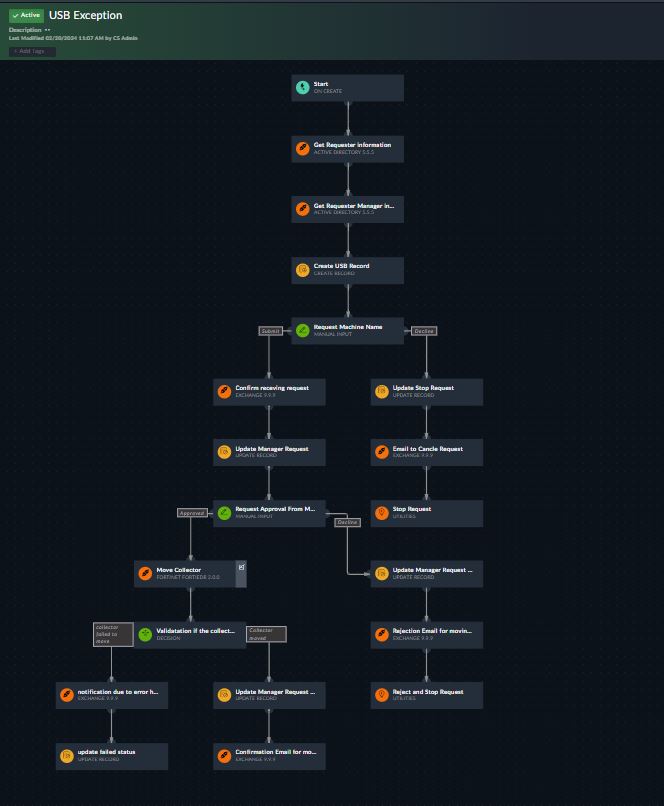 Active USB Exception
Description --
Last Modified 02/28/2024 11:07 AM by CS Admin
+ Add Tags
Start
ON CREATE
Get Requester information
ACTIVE DIRECTORY 5.5.5
Get Requester Manager in...
ACTIVE DIRECTORY 5.5.5
Create USB Record
CREATE RECORD
Request Machine Name
MANUAL INPUT
Submit
Decline
Confirm receving request
EXCHANGE 9.9.9
Update Stop Request
UPDATE RECORD
Update Manager Request
UPDATE RECORD
Email to Cancle Request
EXCHANGE 9.9.9
Request Approval From M...
MANUAL INPUT
Approved
Decline
Stop Request
UTILITIES
Move Collector
FORTINET FORTIEDR 2.0.0
Update Manager Request ...
UPDATE RECORD
collector
failed to
move
Validatation if the collect...
DECISION
Collector
moved
Rejection Email for movin...
EXCHANGE 9.9.9
notification due to error h...
EXCHANGE 9.9.9
Update Manager Request ...
UPDATE RECORD
Reject and Stop Request
UTILITIES
update failed status
UPDATE RECORD
Confirmation Email for mo...
EXCHANGE 9.9.9